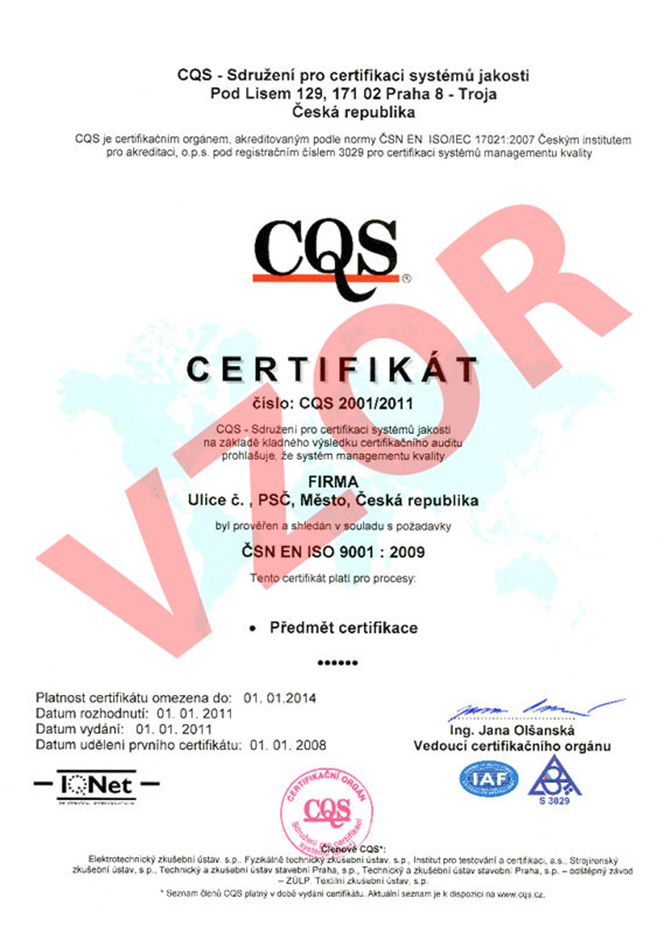 CQS - Sdružení pro certifikaci systémů jakosti
Pod Lisem 129, 171 02 Praha 8 - Troja
Česká republika
CQS je certifikačním orgánem, akreditovaným podle normy ČSN EN ISO/IEC 17021:2007 Českým institutem
pro akreditaci, o.p.s. pod registračním číslem 3029 pro certifikaci systémů managementu kvality
CQS®
VZOR
CERTIFIKÁT
číslo: CQS 2001/2011
CQS - Sdružení pro certifikaci systémů jakosti
na základě kladného výsledku certifikačního auditu
prohlašuje, že systém managementu kvality
FIRMA
Ulice č. , PSČ, Město, Česká republika
byl prověřen a shledán v souladu s požadavky
ČSN EN ISO 9001 : 2009
Tento certifikát platí pro procesy:
• Předmět certifikace
••••••
Platnost certifikátu omezena do: 01. 01.2014
Datum rozhodnutí: 01. 01. 2011
Datum vydání: 01. 01. 2011
Datum udělení prvního certifikátu: 01. 01. 2008
Ing. Jana Olšanská
Vedoucí certifikačního orgánu
IQNet
IAF
S 3029
CERTIFIKAČNÍ ORGÁN
CQS
Sdružení pro certifikaci
Členové CQS*:
Elektrotechnický zkušební ústav, s.p., Fyzikálně technický zkušební ústav, s.p., Institut pro testování a certifikaci, a.s., Strojírenský
zkušební ústav, s.p., Technický a zkušební ústav stavební Praha, s.p., Technický a zkušební ústav stavební Praha, s.p. – odštěpný závod
– ZÚLP, Textilní zkušební ústav, s.p.
* Seznam členů CQS platný v době vydání certifikátu. Aktuální seznam je k dispozici na www.cqs.cz.